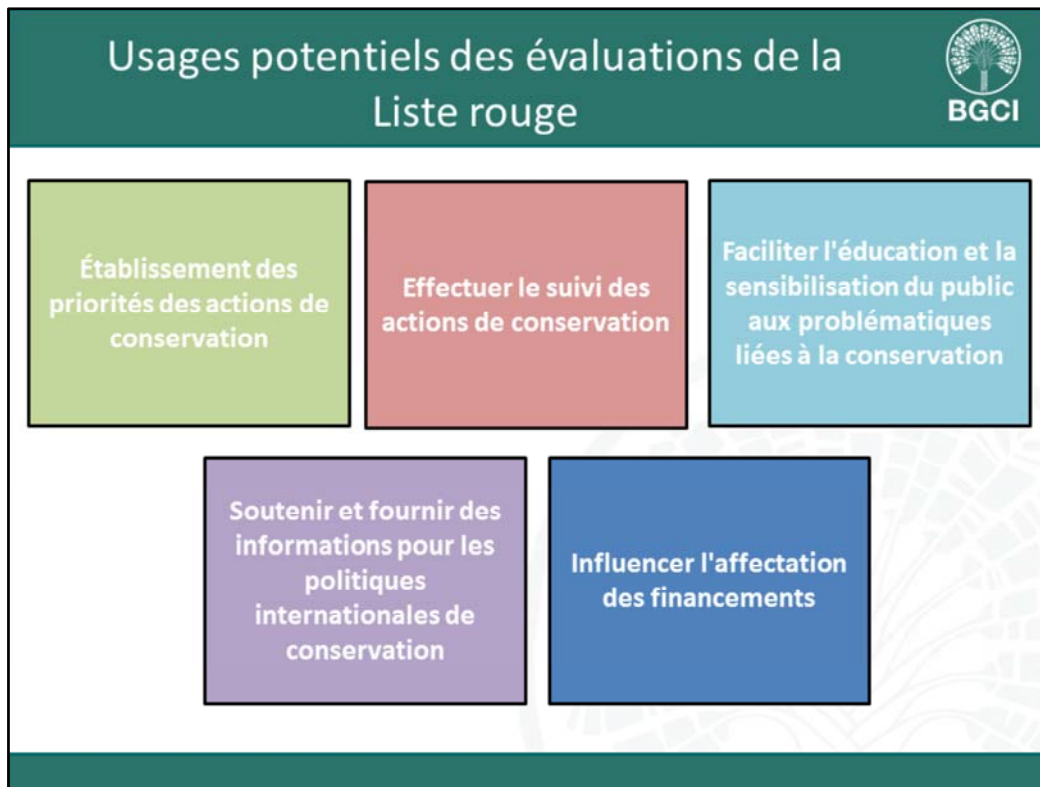 Usages potentiels des évaluations de la
Liste rouge
BGCI
Établissement des
priorités des actions de
conservation
Effectuer le suivi des
actions de conservation
Faciliter l'éducation et la
sensibilisation du public
aux problématiques
liées à la conservation
Soutenir et fournir des
informations pour les
politiques
internationales de
conservation
Influencer l'affectation
des financements